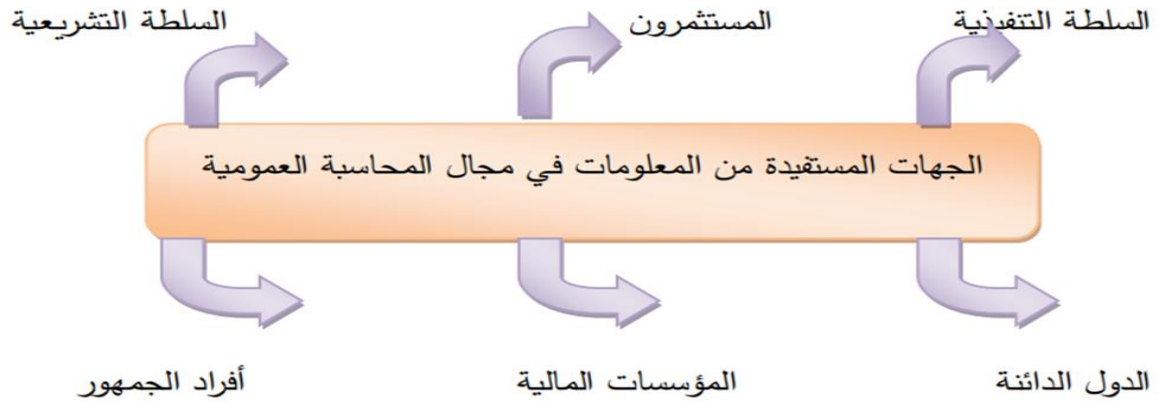 السلطة التنفيذية
المستثمرون
السلطة التشريعية
الجهات المستفيدة من المعلومات في مجال المحاسبة العمومية
الدول الدائنة
المؤسسات المالية
أفراد الجمهور